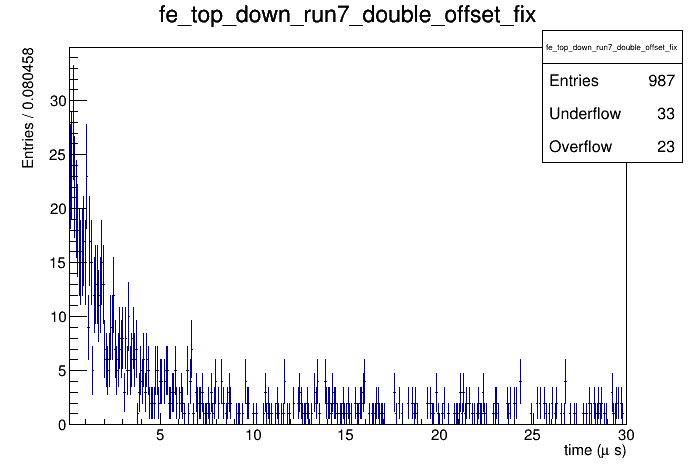 fe_top_down_run7_double_offset_fix
fe_top_down_run7_double_offset_fix
Entries 987
Underflow 33
Overflow 23
Entries / 0.080458
30
25
20
15
10
5
0
5 10 15 20 25 30
time (μ s)